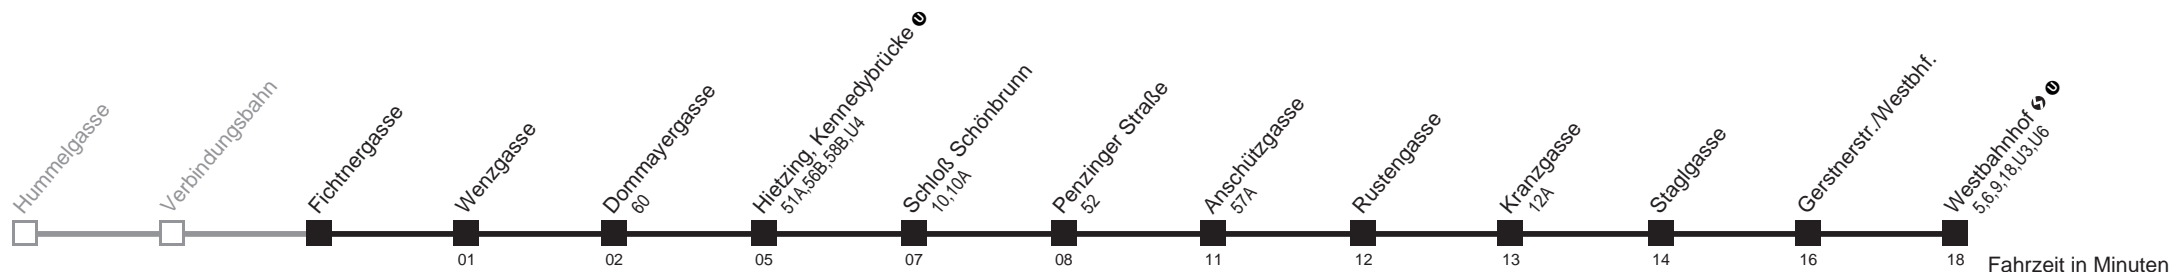 Hummelgasse
Verbindungsbahn
Fichtnergasse
Wenzgasse
Dommayergasse
60
Hietzing, Kennedybrücke U
51A,56B,58B,U4
Schloß Schönbrunn
10,10A
Penzinger Straße
52
Anschützgasse
57A
Rustengasse
Kranzgasse
12A
Staglgasse
Gerstnerstr./Westbhf.
Westbahnhof S U
5,6,9,18,U3,U6
01 02 05 07 08 11 12 13 14 16 18 Fahrzeit in Minuten